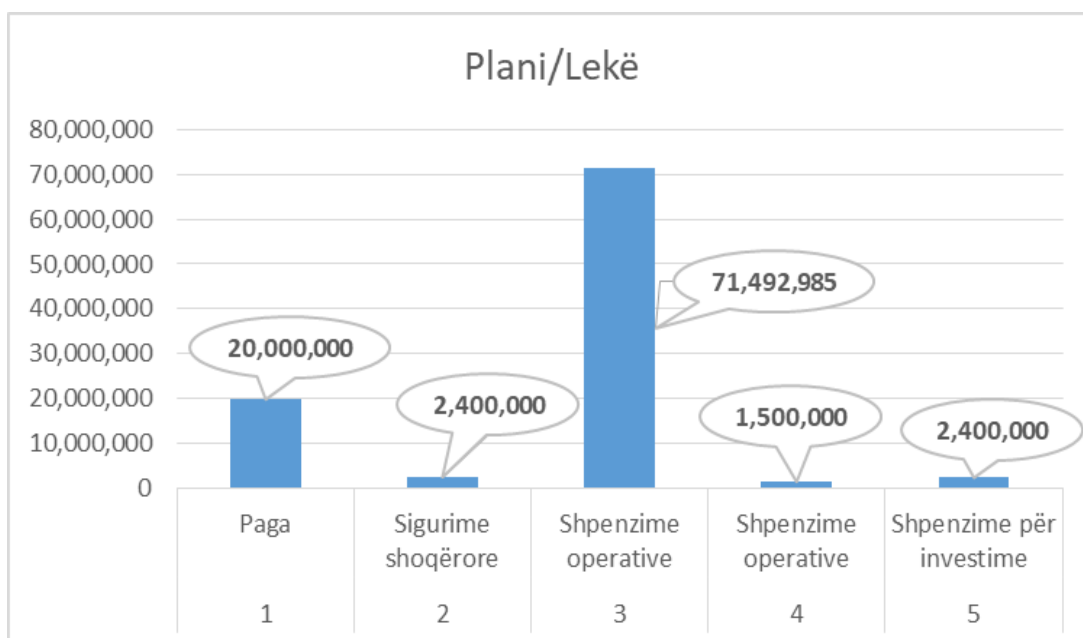 Plani/Lekë
80,000,000
70,000,000
60,000,000
50,000,000
40,000,000
30,000,000
20,000,000
10,000,000
0
20,000,000
2,400,000
71,492,985
1,500,000
2,400,000
Paga
Sigurime
shoqërore
Shpenzime
operative
Shpenzime
operative
Shpenzime për
investime
1
2
3
4
5